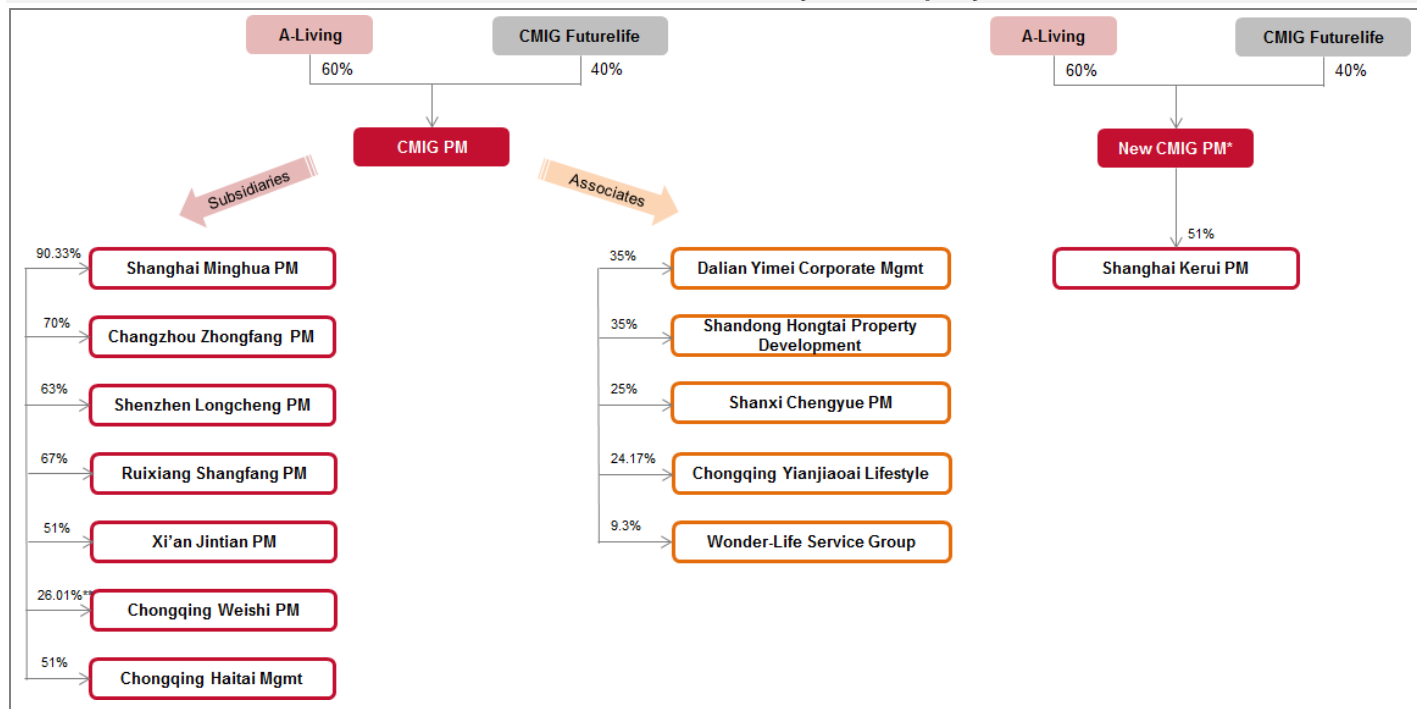 A-Living
CMIG Futurelife
60%
40%
CMIG PM
Subsidiaries
Associates
90.33%
Shanghai Minghua PM
70%
Changzhou Zhongfang PM
63%
Shenzhen Longcheng PM
67%
Ruixiang Shangfang PM
51%
Xi'an Jintian PM
26.01%**
Chongqing Weishi PM
51%
Chongqing Haitai Mgmt
35%
Dalian Yimei Corporate Mgmt
35%
Shandong Hongtai Property
Development
25%
Shanxi Chengyue PM
24.17%
Chongqing Yianjiaoai Lifestyle
9.3%
Wonder-Life Service Group
A-Living
CMIG Futurelife
60%
40%
New CMIG PM*
51%
Shanghai Kerui PM